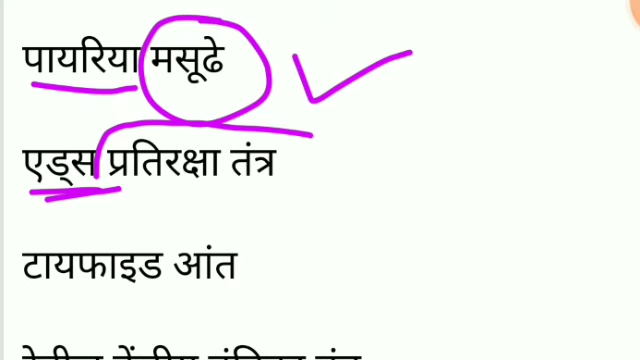 पायरिया मसूढे
एड्स प्रतिरक्षा तंत्र
टायफाइड आंत